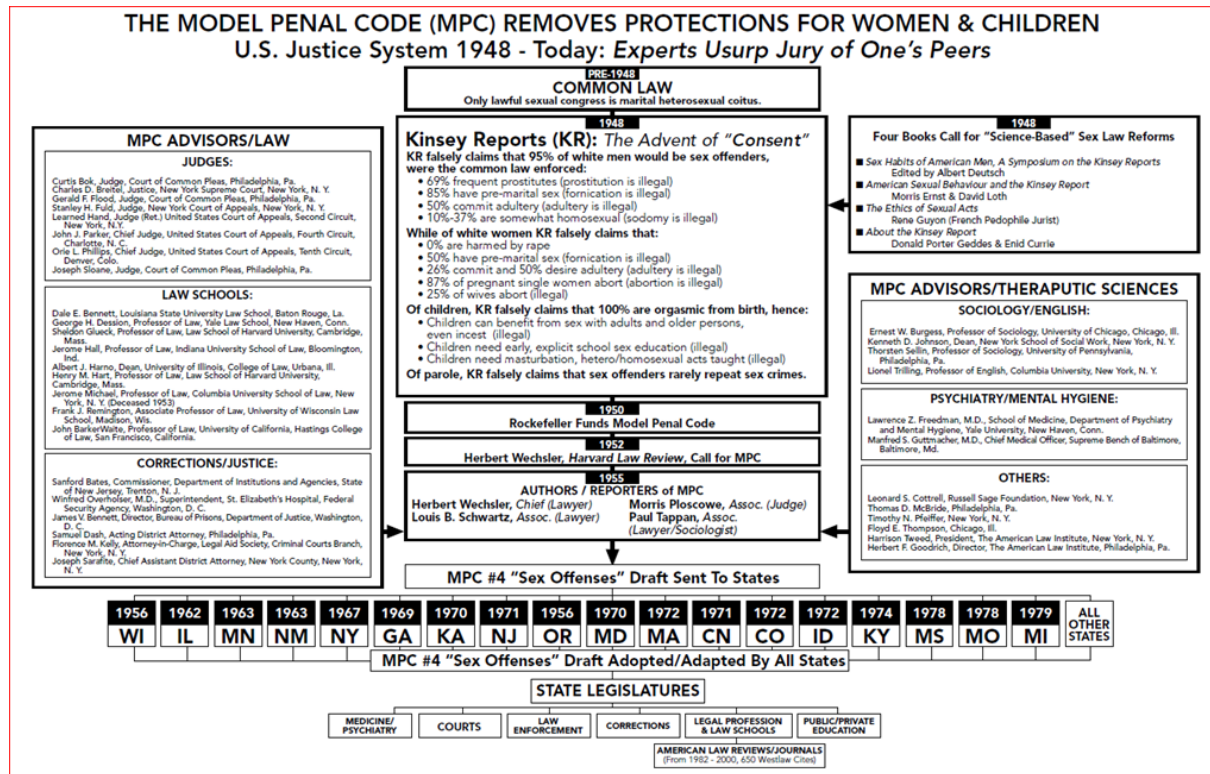 THE MODEL PENAL CODE (MPC) REMOVES PROTECTIONS FOR WOMEN & CHILDREN
U.S. Justice System 1948 - Today: Experts Usurp Jury of One's Peers
PRE-1948
COMMON LAW
Only lawful sexual congress is marital heterosexual coitus.
MPC ADVISORS/LAW
JUDGES:
Curtis Bok, Judge, Court of Common Pleas, Philadelphia, Pa.
Charles D. Breitel, Justice, New York Supreme Court, New York, N. Y.
Gerald F. Flood, Judge, Court of Common Pleas, Philadelphia, Pa.
Stanley H. Fuld, Judge, New York Court of Appeals, New York, N. Y.
Learned Hand, Judge (Ret.) United States Court of Appeals, Second Circuit,
New York, N.Y.
John J. Parker, Chief Judge, United States Court of Appeals, Fourth Circuit,
Charlotte, N. C.
Orie L. Phillips, Chief Judge, United States Court of Appeals, Tenth Circuit,
Denver, Colo.
Joseph Sloane, Judge, Court of Common Pleas, Philadelphia, Pa.
LAW SCHOOLS:
Dale E. Bennett, Louisiana State University Law School, Baton Rouge, La.
George H. Dession, Professor of Law, Yale Law School, New Haven, Conn.
Sheldon Glueck, Professor of Law, Law School of Harvard University, Cambridge,
Mass.
Jerome Hall, Professor of Law, Indiana University School of Law, Bloomington,
Ind.
Albert J. Harno, Dean, University of Illinois, College of Law, Urbana, Ill.
Henry M. Hart, Professor of Law, Law School of Harvard University,
Cambridge, Mass.
Jerome Michael, Professor of Law, Columbia University School of Law, New
York, N. Y. (Deceased 1953)
Frank J. Remington, Associate Professor of Law, University of Wisconsin Law
School, Madison, Wis.
John BarkerWaite, Professor of Law, University of California, Hastings College
of Law, San Francisco, California.
CORRECTIONS/JUSTICE:
Sanford Bates, Commissioner, Department of Institutions and Agencies, State
of New Jersey, Trenton, N. J.
Winfred Overholser, M.D., Superintendent, St. Elizabeth's Hospital, Federal
Security Agency, Washington, D. C.
James V. Bennett, Director, Bureau of Prisons, Department of Justice, Washington,
D. C.
Samuel Dash, Acting District Attorney, Philadelphia, Pa.
Florence M. Kelly, Attorney-in-Charge, Legal Aid Society, Criminal Courts Branch,
New York, N. Y.
Joseph Sarafite, Chief Assistant District Attorney, New York County, New York,
N. Y.
1948
Kinsey Reports (KR): The Advent of "Consent"
KR falsely claims that 95% of white men would be sex offenders,
were the common law enforced:
• 69% frequent prostitutes (prostitution is illegal)
• 85% have pre-marital sex (fornication is illegal)
• 50% commit adultery (adultery is illegal)
• 10%-37% are somewhat homosexual (sodomy is illegal)
While of white women KR falsely claims that:
• 0% are harmed by rape
• 50% have pre-marital sex (fornication is illegal)
• 26% commit and 50% desire adultery (adultery is illegal)
• 87% of pregnant single women abort (abortion is illegal)
• 25% of wives abort (illegal)
Of children, KR falsely claims that 100% are orgasmic from birth, hence:
• Children can benefit from sex with adults and older persons,
even incest (illegal)
• Children need early, explicit school sex education (illegal)
• Children need masturbation, hetero/homosexual acts taught (illegal)
Of parole, KR falsely claims that sex offenders rarely repeat sex crimes.
1950
Rockefeller Funds Model Penal Code
1952
Herbert Wechsler, Harvard Law Review, Call for MPC
1955
AUTHORS / REPORTERS of MPC
Herbert Wechsler, Chief (Lawyer) Morris Ploscowe, Assoc. (Judge)
Louis B. Schwartz, Assoc. (Lawyer) Paul Tappan, Assoc.
(Lawyer/Sociologist)
1948
Four Books Call for "Science-Based" Sex Law Reforms
■ Sex Habits of American Men, A Symposium on the Kinsey Reports
Edited by Albert Deutsch
■ American Sexual Behaviour and the Kinsey Report
Morris Ernst & David Loth
■ The Ethics of Sexual Acts
Rene Guyon (French Pedophile Jurist)
■ About the Kinsey Report
Donald Porter Geddes & Enid Currie
MPC ADVISORS/THERAPUTIC SCIENCES
SOCIOLOGY/ENGLISH:
Ernest W. Burgess, Professor of Sociology, University of Chicago, Chicago, Ill.
Kenneth D. Johnson, Dean, New York School of Social Work, New York, N. Y.
Thorsten Sellin, Professor of Sociology, University of Pennsylvania,
Philadelphia, Pa.
Lionel Trilling, Professor of English, Columbia University, New York, N. Y.
PSYCHIATRY/MENTAL HYGIENE:
Lawrence Z. Freedman, M.D., School of Medicine, Department of Psychiatry
and Mental Hygiene, Yale University, New Haven, Conn.
Manfred S. Guttmacher, M.D., Chief Medical Officer, Supreme Bench of Baltimore,
Baltimore, Md.
OTHERS:
Leonard S. Cottrell, Russell Sage Foundation, New York, N. Y.
Thomas D. McBride, Philadelphia, Pa.
Timothy N. Pfeiffer, New York, N. Y.
Floyd E. Thompson, Chicago, Ill.
Harrison Tweed, President, The American Law Institute, New York, N. Y.
Herbert F. Goodrich, Director, The American Law Institute, Philadelphia, Pa.
MPC #4 "Sex Offenses" Draft Sent To States
1956 1962 1963 1963 1967 1969 1970 1971 1956 1970 1972 1971 1972 1972 1974 1978 1978 1979 ALL OTHER STATES
WI IL MN NM NY GA KA NJ OR MD MA CN CO ID KY MS MO MI
MPC #4 "Sex Offenses" Draft Adopted/Adapted By All States
STATE LEGISLATURES
MEDICINE/ PSYCHIATRY
COURTS
LAW ENFORCEMENT
CORRECTIONS
LEGAL PROFESSION & LAW SCHOOLS
PUBLIC/PRIVATE EDUCATION
AMERICAN LAW REVIEWS/JOURNALS
(From 1982 - 2000, 650 Westlaw Cites)